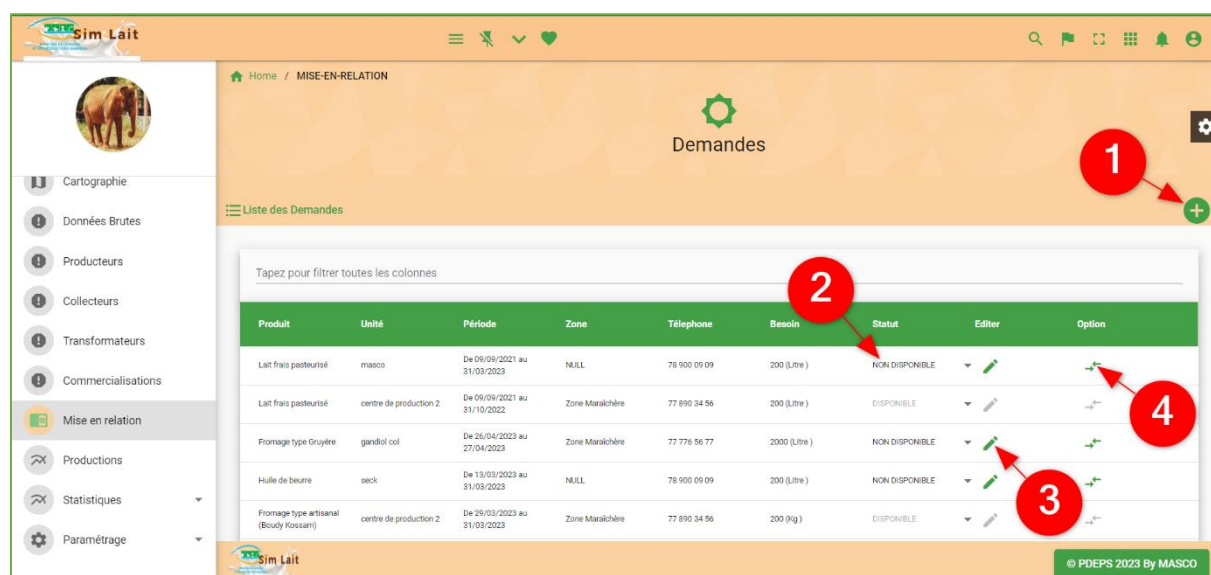 Sim Lait
Home / MISE-EN-RELATION
Demandes
1
Cartographie
Liste des Demandes
Données Brutes
Producteurs
Tapez pour filtrer toutes les colonnes
2
Collecteurs
Produit Unité Période Zone Télephone Besoin Statut Editer Option
Transformateurs
Lait frais pasteurisé masco De 09/09/2021 au 31/03/2023 NULL 78 900 09 09 200 (Litre ) NON DISPONIBLE
Commercialisations
Lait frais pasteurisé centre de production 2 De 09/09/2021 au 31/10/2022 Zone Maraîchère 77 890 34 56 200 (Litre ) DISPONIBLE
4
Mise en relation
Fromage type Gruyère gandiol col De 26/04/2023 au 27/04/2023 Zone Maraîchère 77 776 56 77 2000 (Litre ) NON DISPONIBLE
Productions
Huile de beurre seck De 13/03/2023 au 31/03/2023 NULL 78 900 09 09 200 (Litre ) NON DISPONIBLE
3
Statistiques
Fromage type artisanal (Boudy Kossam) centre de production 2 De 29/03/2023 au 31/03/2023 Zone Maraîchère 77 890 34 56 200 (Kg ) DISPONIBLE
Paramétrage
Sim Lait
© PDEPS 2023 By MASCO